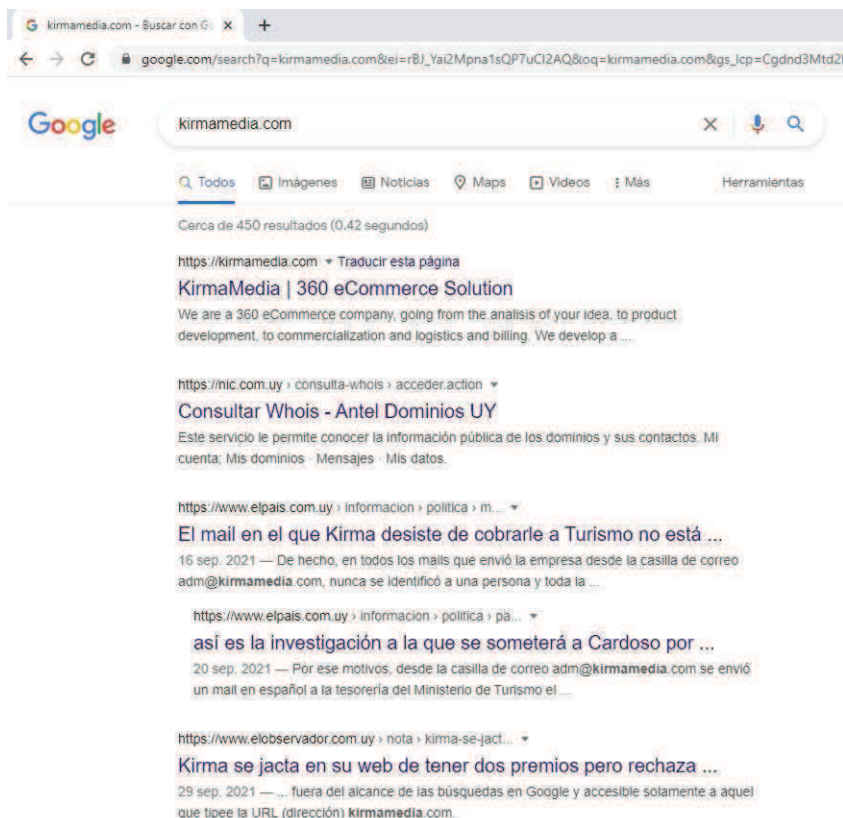 kirmamedia.com - Buscar con Go
google.com/search?q=kirmamedia.com&ei=rBJ_Yai2Mpna1sQP7uCI2AQ&oq=kirmamedia.com&gs_lcp=Cgdnd3Mtd2l
Google
kirmamedia.com
Todos Imágenes Noticias Maps Videos Más Herramientas
Cerca de 450 resultados (0.42 segundos)
https://kirmamedia.com Traducir esta página
KirmaMedia | 360 eCommerce Solution
We are a 360 eCommerce company, going from the analisis of your idea, to product
development, to commercialization and logistics and billing. We develop a ...
https://nic.com.uy › consulta-whois › acceder.action
Consultar Whois - Antel Dominios UY
Este servicio le permite conocer la información pública de los dominios y sus contactos. Mi
cuenta; Mis dominios · Mensajes · Mis datos.
https://www.elpais.com.uy › informacion › politica › m...
El mail en el que Kirma desiste de cobrarle a Turismo no está ...
16 sep. 2021 — De hecho, en todos los mails que envió la empresa desde la casilla de correo
adm@kirmamedia.com, nunca se identificó a una persona y toda la ...
https://www.elpais.com.uy › informacion › politica › pa...
así es la investigación a la que se someterá a Cardoso por ...
20 sep. 2021 — Por ese motivos, desde la casilla de correo adm@kirmamedia.com se envió
un mail en español a la tesorería del Ministerio de Turismo el ...
https://www.elobservador.com.uy › nota › kirma-se-jact...
Kirma se jacta en su web de tener dos premios pero rechaza ...
29 sep. 2021 — ... fuera del alcance de las búsquedas en Google y accesible solamente a aquel
que tipee la URL (dirección) kirmamedia.com.